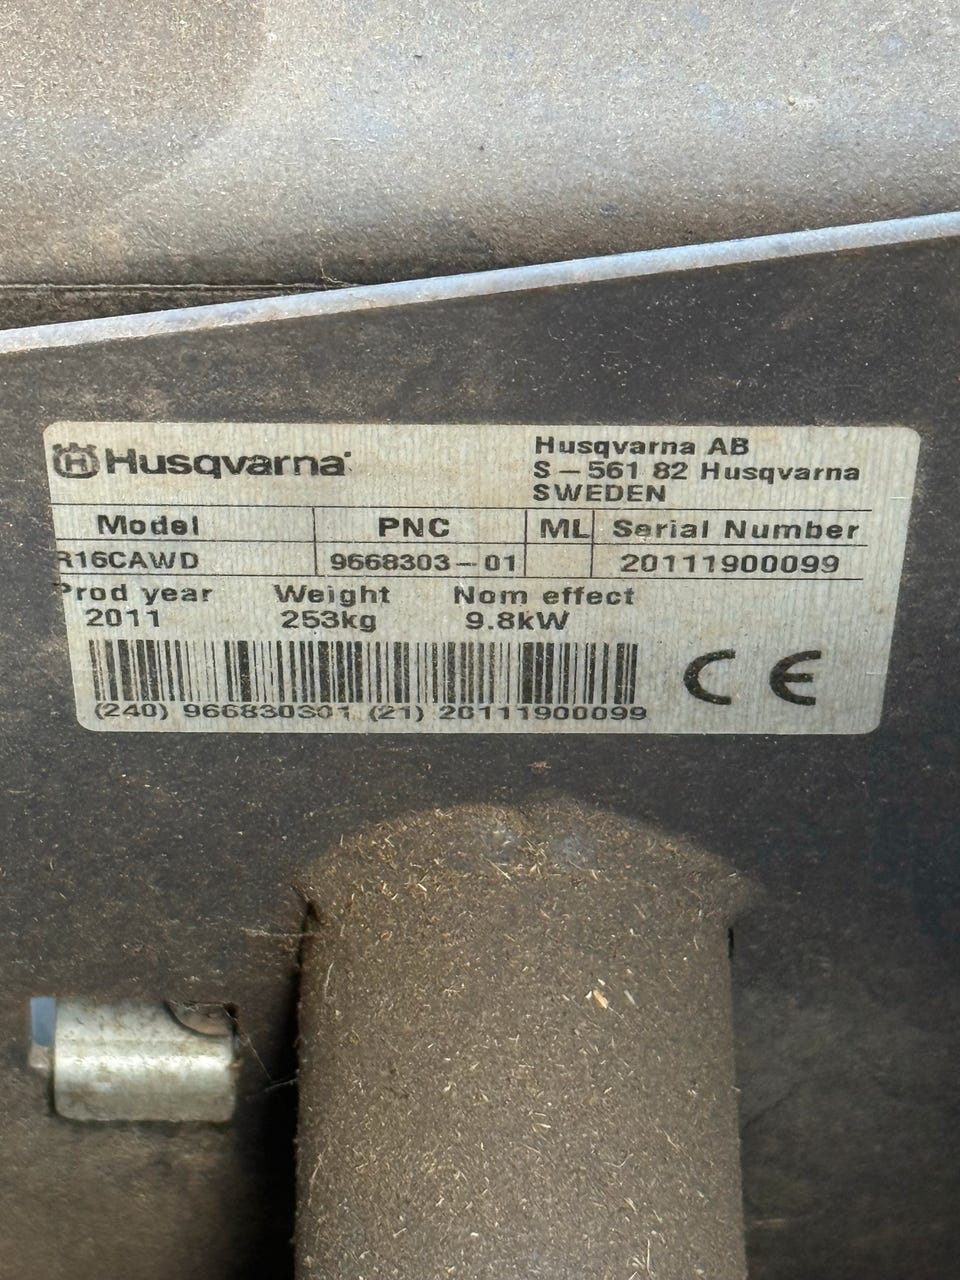 Husqvarna
Husqvarna AB
S-561 82 Husqvarna
SWEDEN
Model PNC ML Serial Number
R16CAWD 9668303-01 20111900099
Prod year Weight Nom effect
2011 253kg 9.8kW
(240) 966830301 (21) 20111900099
CE